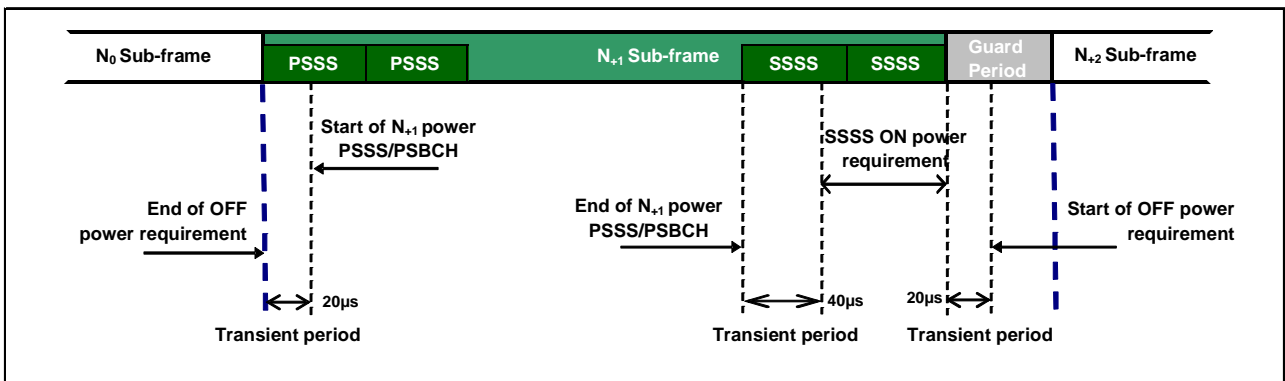 N₀ Sub-frame
PSSS
PSSS
N₊₁ Sub-frame
SSSS
SSSS
Guard
Period
N₊₂ Sub-frame
Start of N₊₁ power
PSSS/PSBCH
SSSS ON power
requirement
End of OFF
power requirement
End of N₊₁ power
PSSS/PSBCH
Start of OFF power
requirement
20µs
40µs
20µs
Transient period
Transient period
Transient period